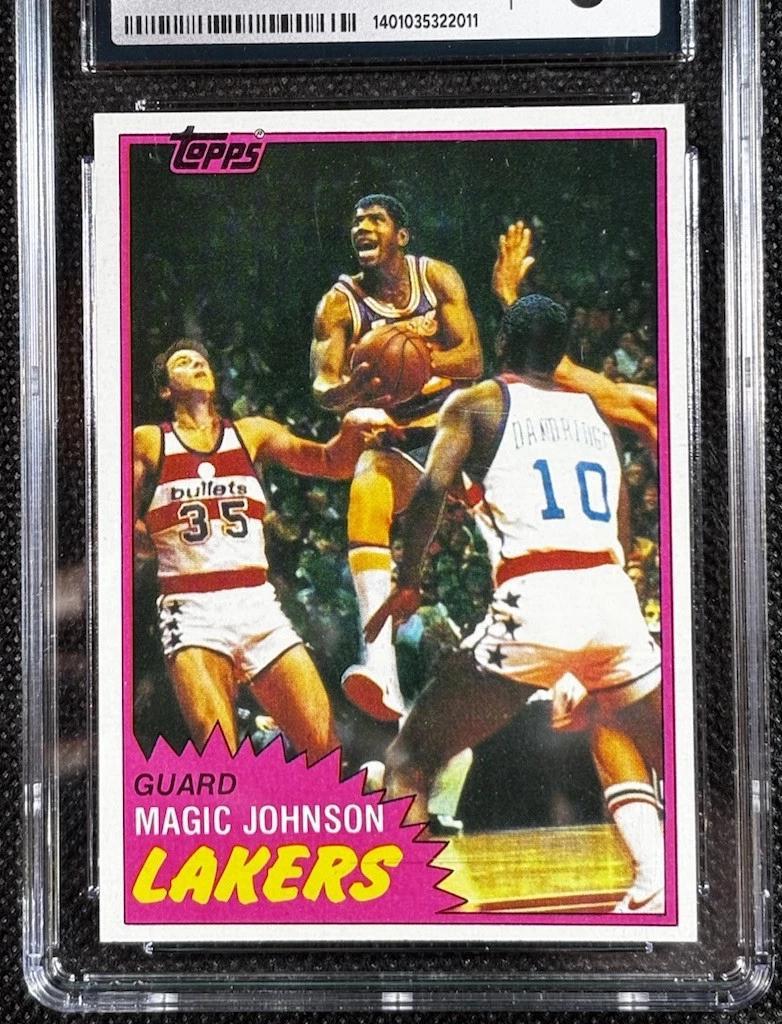 1401035322011
TOPPS®
bullets
35
DANDRIDGE
10
GUARD
MAGIC JOHNSON
LAKERS